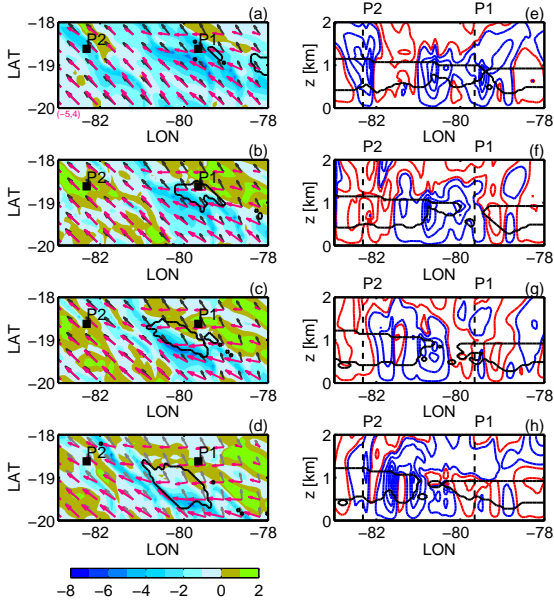 (a)
P2 P1
LAT
−18
−19
−20
(−5,4)
−82 −80 −78
LON
(e)
P2 P1
z [km]
2
1
0
−82 −80 −78
LON
(b)
P2 P1
LAT
−18
−19
−20
−82 −80 −78
LON
(f)
P2 P1
z [km]
2
1
0
−82 −80 −78
LON
(c)
P2 P1
LAT
−18
−19
−20
−82 −80 −78
LON
(g)
P2 P1
z [km]
2
1
0
−82 −80 −78
LON
(d)
P2 P1
LAT
−18
−19
−20
−82 −80 −78
LON
(h)
P2 P1
z [km]
2
1
0
−82 −80 −78
LON
−8 −6 −4 −2 0 2